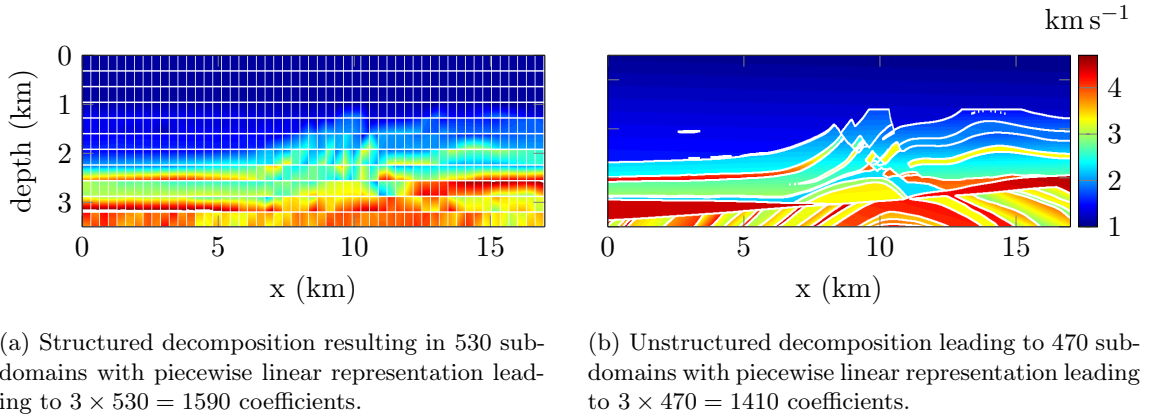 km s⁻¹
0
1
2
3
depth (km)
0 5 10 15
x (km)
0 5 10 15
x (km)
4
3
2
1
(a) Structured decomposition resulting in 530 sub-
domains with piecewise linear representation lead-
ing to 3 × 530 = 1590 coefficients.
(b) Unstructured decomposition leading to 470 sub-
domains with piecewise linear representation leading
to 3 × 470 = 1410 coefficients.